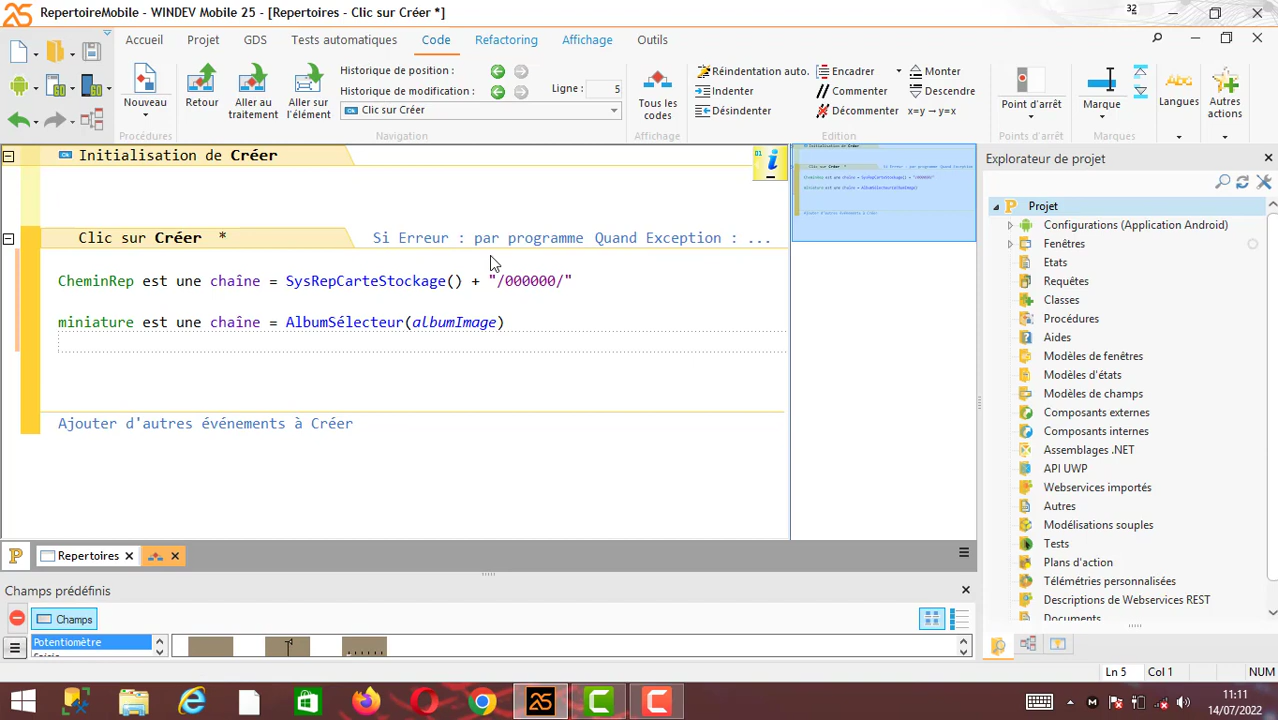 RepertoireMobile - WINDEV Mobile 25 - [Repertoires - Clic sur Créer *]
32
Accueil Projet GDS Tests automatiques Code Refactoring Affichage Outils
Nouveau
Procédures
Retour
Aller au traitement
Aller sur l'élément
Historique de position :
Historique de modification :
Ligne : 5
Clic sur Créer
Navigation
Tous les codes
Affichage
Réindentation auto.
Indenter
Désindenter
Encadrer
Commenter
Décommenter
Monter
Descendre
x=y → y=x
Edition
Point d'arrêt
Points d'arrêt
Marque
Marques
Langues
Autres actions
Initialisation de Créer
Clic sur Créer * Si Erreur : par programme Quand Exception : ...
CheminRep est une chaîne = SysRepCarteStockage() + "/000000/"
miniature est une chaîne = AlbumSélecteur(albumImage)
Ajouter d'autres événements à Créer
Explorateur de projet
Projet
Configurations (Application Android)
Fenêtres
Etats
Requêtes
Classes
Procédures
Aides
Modèles de fenêtres
Modèles d'états
Modèles de champs
Composants externes
Composants internes
Assemblages .NET
API UWP
Webservices importés
Autres
Modélisations souples
Tests
Plans d'action
Télémétries personnalisées
Descriptions de Webservices REST
Documents
Repertoires
Champs prédéfinis
Champs
Potentiomètre
Ln 5 Col 1 NUM
11:11
14/07/2022